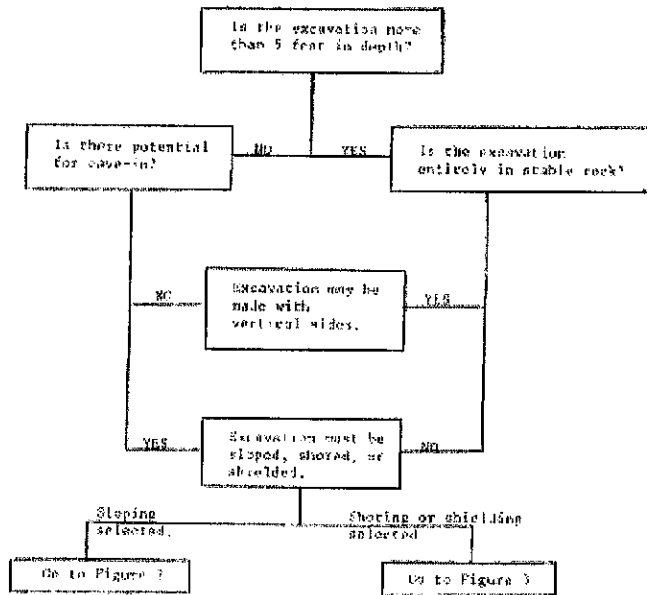 Is the excavation more
than 5 feet in depth?
Is there potential
for cave-in?
NO
YES
Is the excavation
entirely in stable rock?
NO
Excavation may be
made with
vertical sides.
YES
YES
Excavation must be
sloped, shored, or
shielded.
NO
Sloping
selected.
Shoring or shielding
selected
Go to Figure
Go to Figure 3